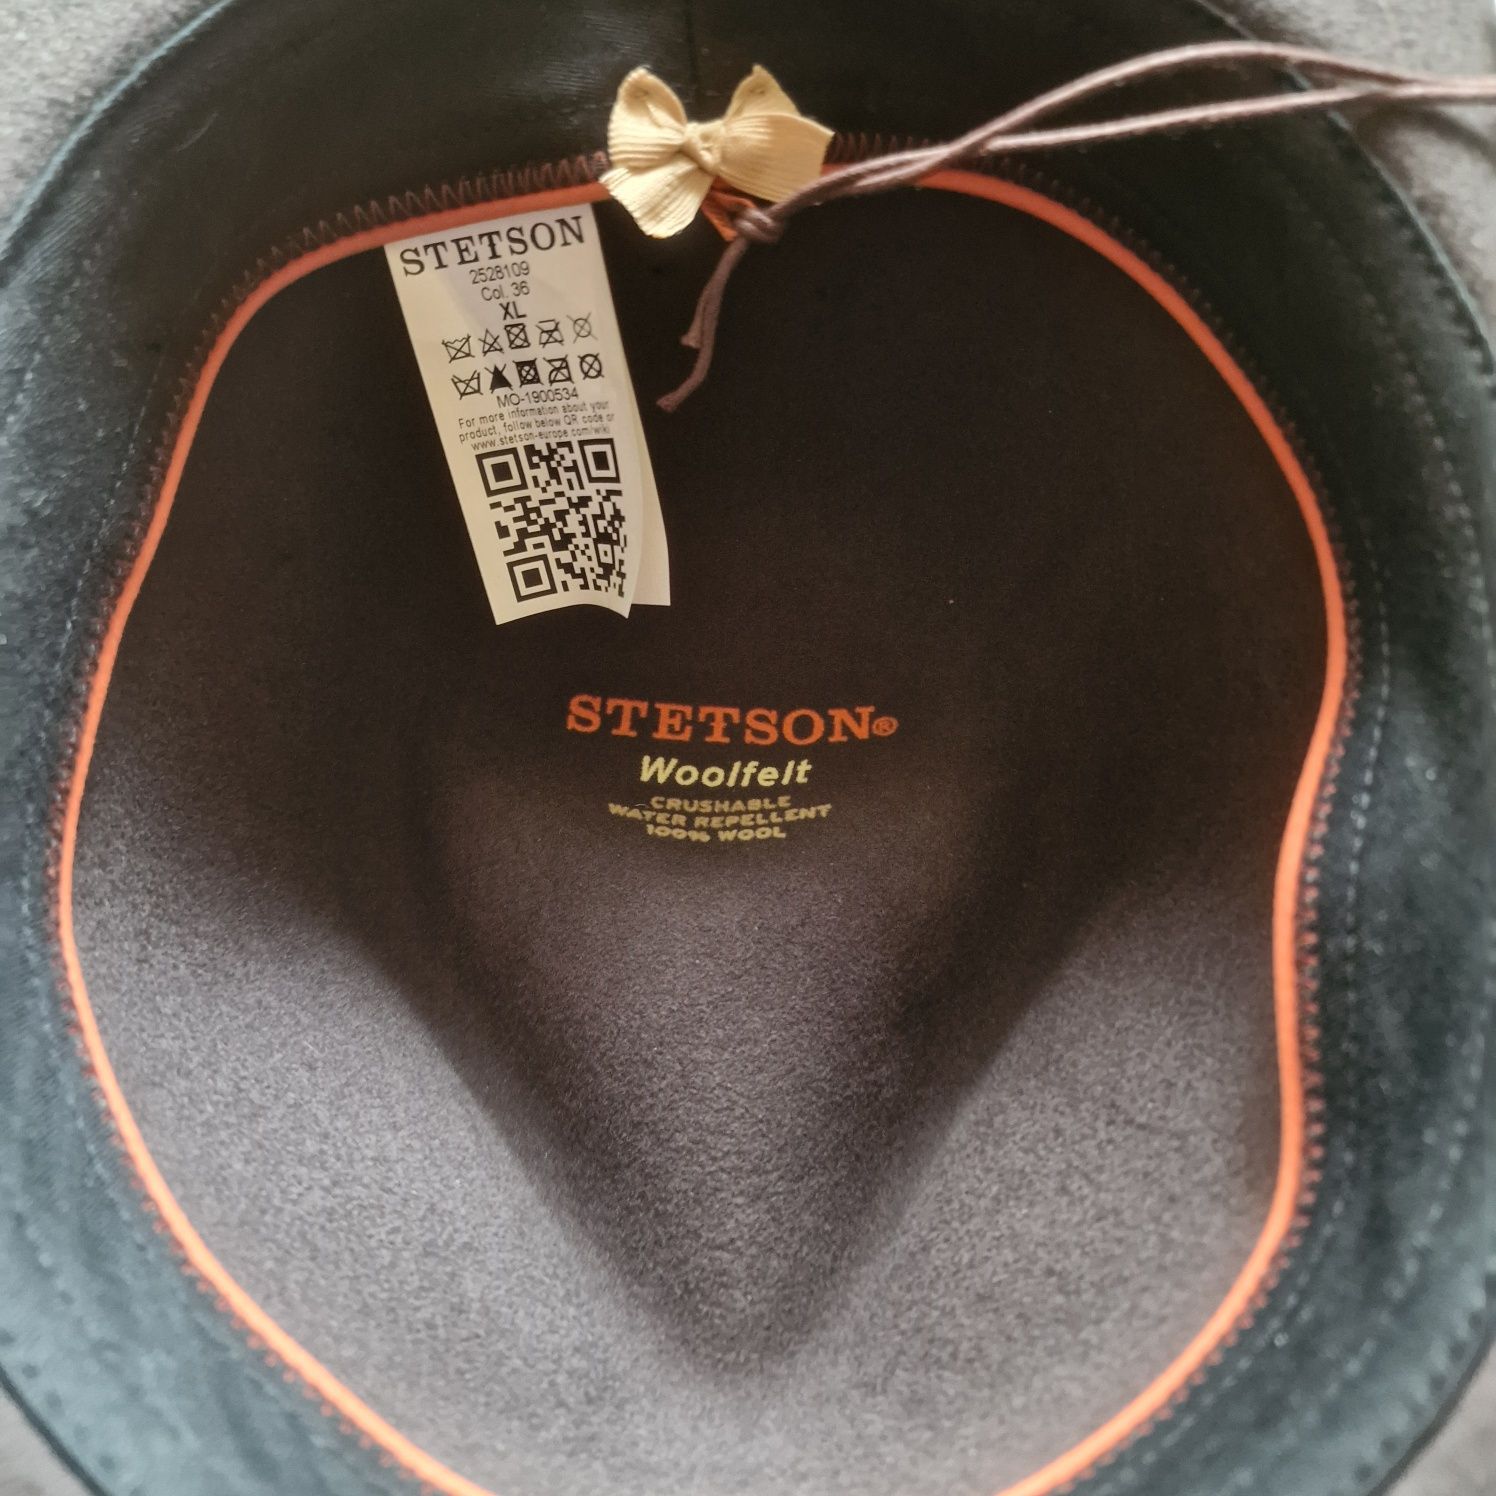 STETSON
2528109
Col. 36
XL
MO-1900534
For more information about your
product, follow below QR code or
www.stetson-europe.com/wiki
STETSON®
Woolfelt
CRUSHABLE
WATER REPELLENT
100% WOOL